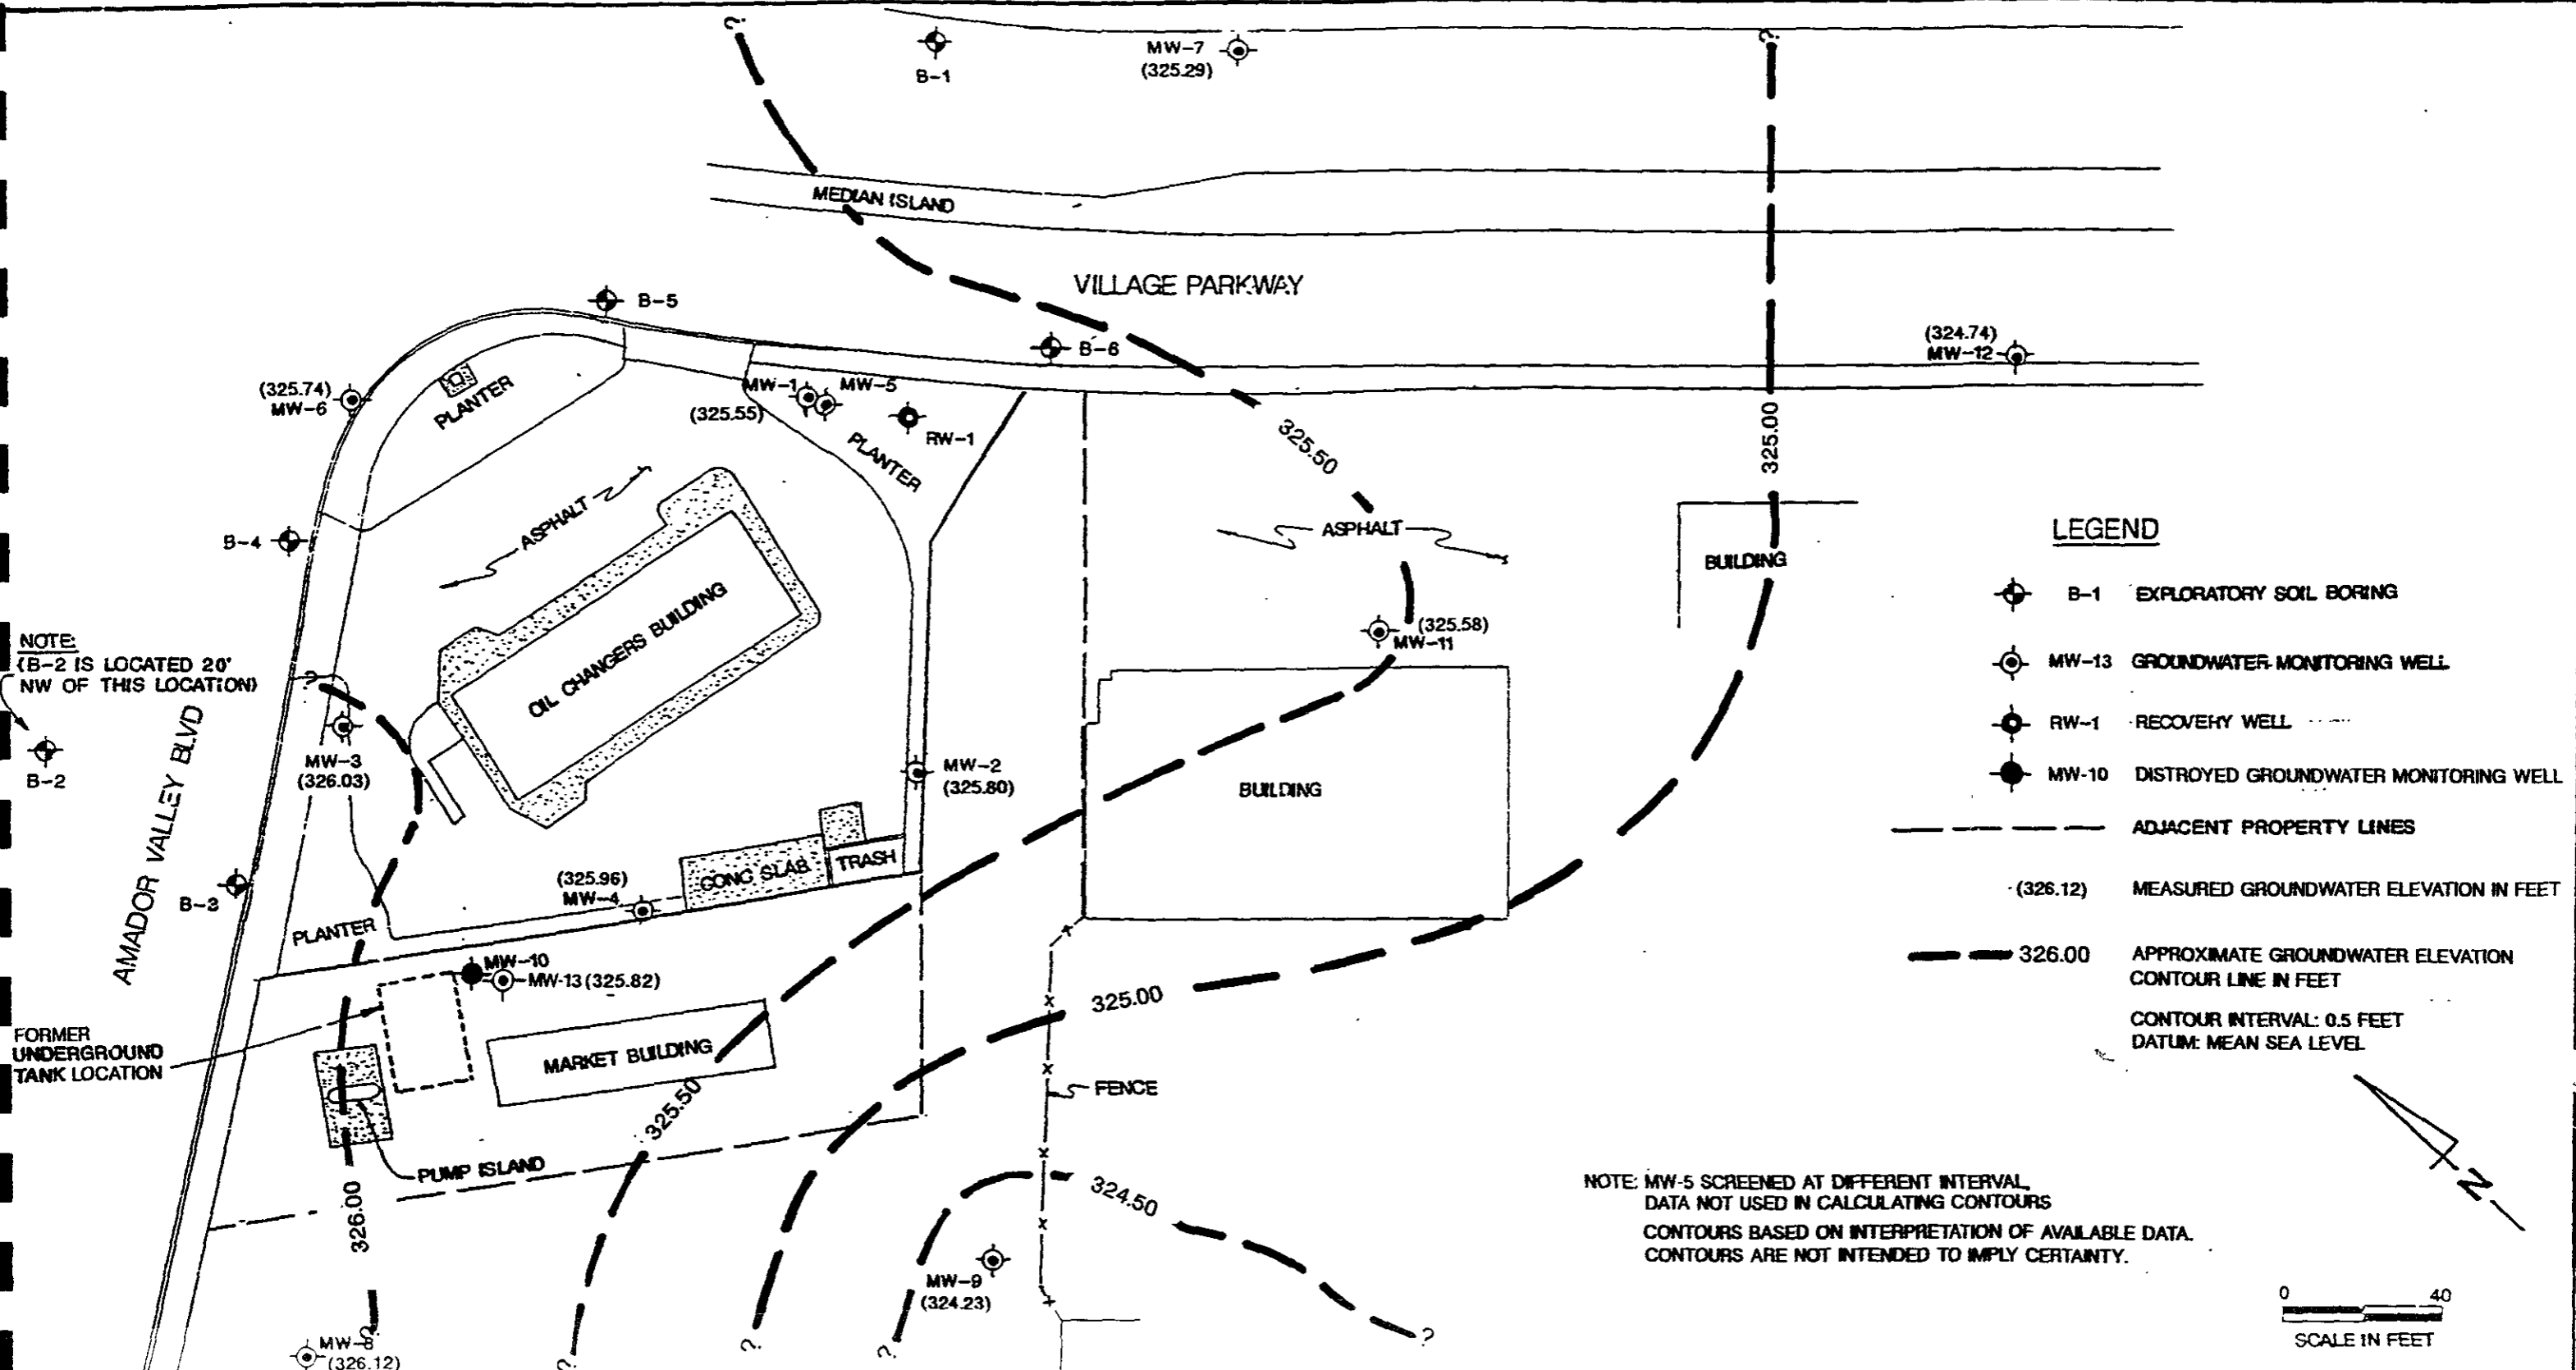 ?
?
MW-7
(325.29)
B-1
MEDIAN ISLAND
VILLAGE PARKWAY
B-5
B-6
(324.74)
MW-12
(325.74)
MW-6
PLANTER
MW-1
MW-5
(325.55)
RW-1
PLANTER
325.50
325.00
ASPHALT
ASPHALT
B-4
BUILDING
OIL CHANGERS BUILDING
(325.58)
MW-11
NOTE:
(B-2 IS LOCATED 20'
NW OF THIS LOCATION)
?
B-2
AMADOR VALLEY BLVD
MW-3
(326.03)
MW-2
(325.80)
BUILDING
(325.96)
MW-4
CONC SLAB
TRASH
B-3
PLANTER
MW-10
MW-13 (325.82)
FORMER
UNDERGROUND
TANK LOCATION
MARKET BUILDING
325.00
FENCE
325.50
PUMP ISLAND
326.00
324.50
MW-9
(324.23)
MW-8
(326.12)
?
?
?
?
?
LEGEND
B-1 EXPLORATORY SOIL BORING
MW-13 GROUNDWATER MONITORING WELL
RW-1 RECOVERY WELL
MW-10 DISTROYED GROUNDWATER MONITORING WELL
ADJACENT PROPERTY LINES
(326.12) MEASURED GROUNDWATER ELEVATION IN FEET
326.00 APPROXIMATE GROUNDWATER ELEVATION
CONTOUR LINE IN FEET
CONTOUR INTERVAL: 0.5 FEET
DATUM: MEAN SEA LEVEL
N
NOTE: MW-5 SCREENED AT DIFFERENT INTERVAL,
DATA NOT USED IN CALCULATING CONTOURS
CONTOURS BASED ON INTERPRETATION OF AVAILABLE DATA.
CONTOURS ARE NOT INTENDED TO IMPLY CERTAINTY.
0 40
SCALE IN FEET